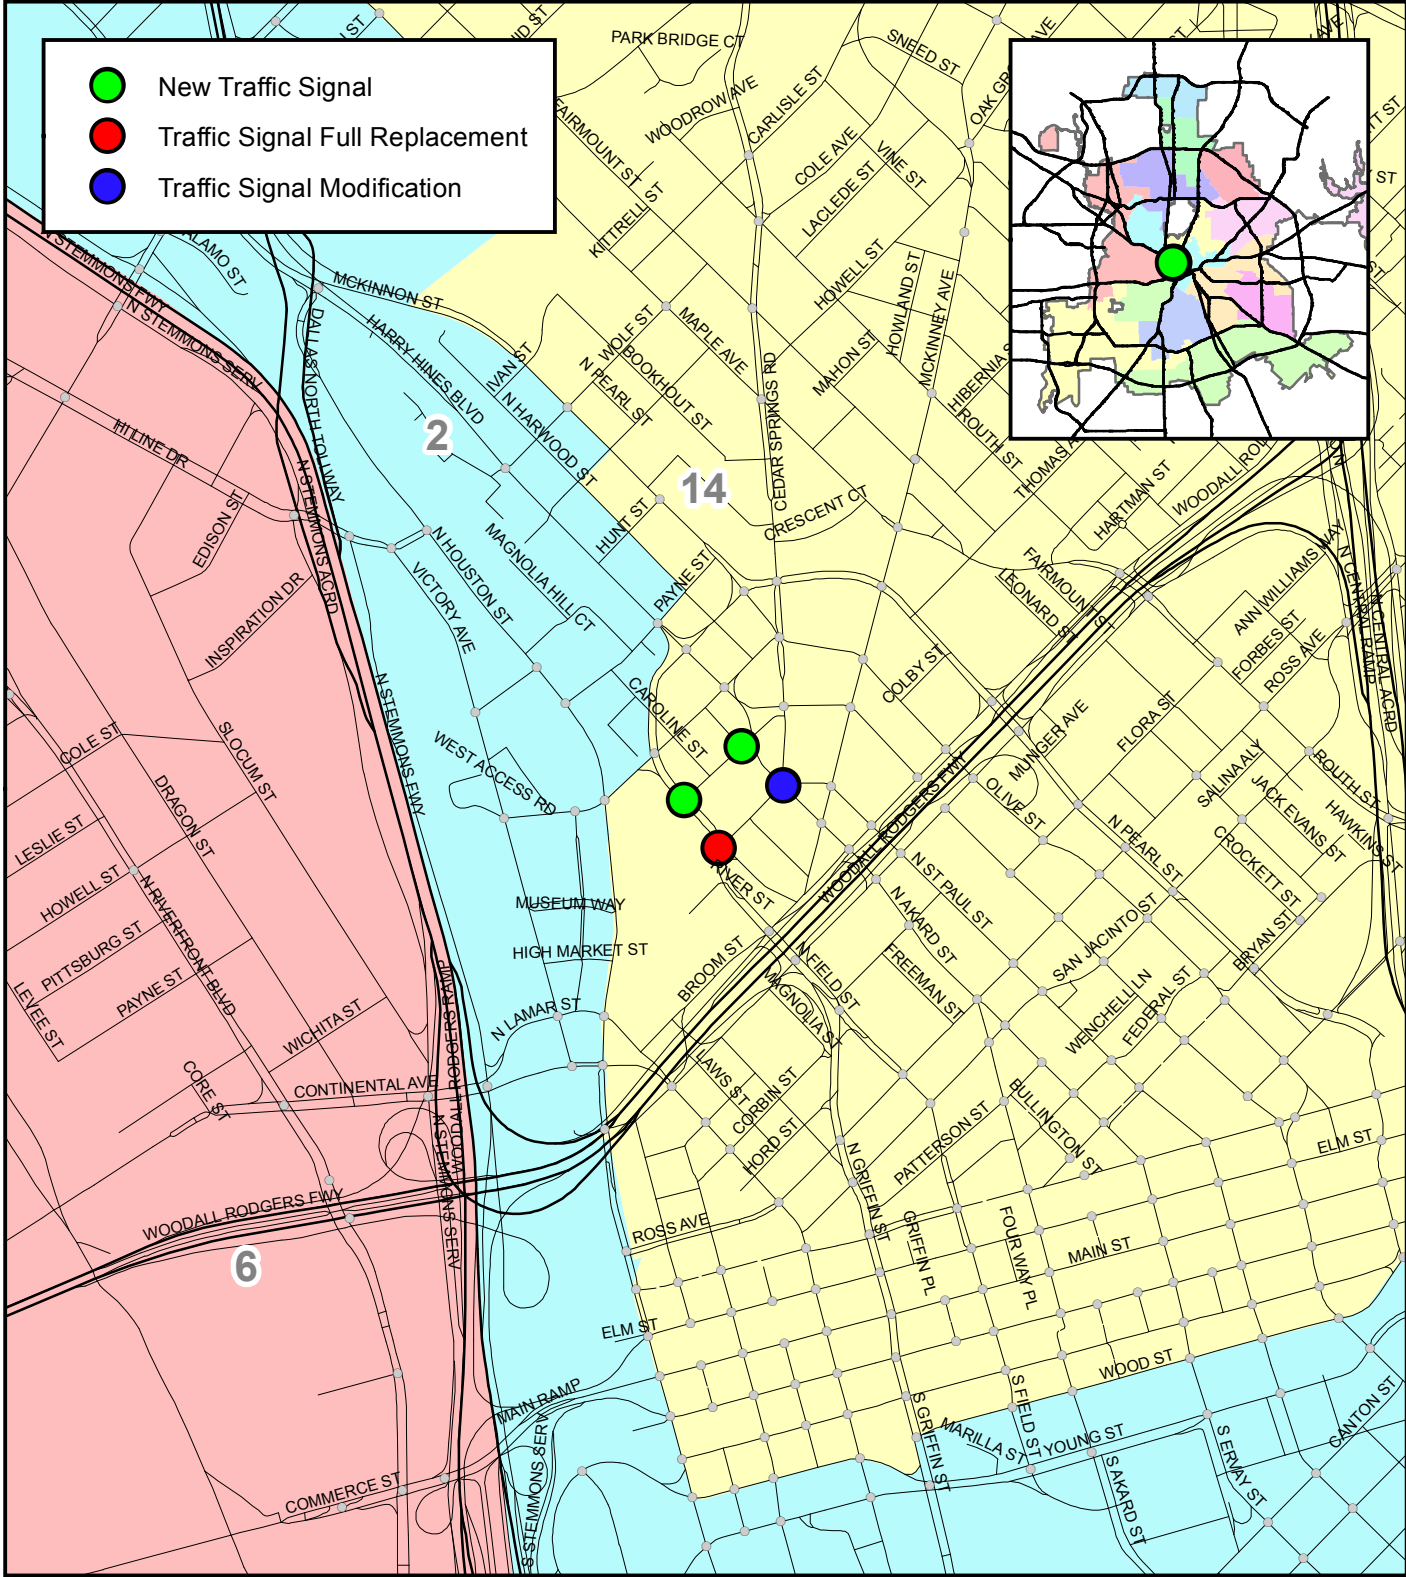 New Traffic Signal
Traffic Signal Full Replacement
Traffic Signal Modification
PARK BRIDGE CT
SNEED ST
WOODROW AVE
CARLISLE ST
FAIRMOUNT ST
COLE AVE
VINE ST
LACLEDE ST
KITTRELL ST
HOWELL ST
HOWLAND ST
MCKINNEY AVE
ALAMO ST
N STEMMONS FWY
N STEMMONS SERV
MCKINNON ST
DALLAS NORTH TOLLWAY
HARRY HINES BLVD
IVAN ST
WOLF ST
MAPLE AVE
BOOKHOUT ST
N PEARL ST
N HARWOOD ST
CEDAR SPRINGS RD
MAHON ST
HIBERNIA S
ROUTH ST
THOMAS A
HARTMAN ST
WOODALL RO
2
14
HI LINE DR
N STEMMONS ACRD
EDISON ST
CRESCENT CT
HUNT ST
N HOUSTON ST
MAGNOLIA HILL CT
VICTORY AVE
PAYNE ST
FAIRMOUNT ST
LEONARD ST
ANN WILLIAMS WAY
N CENTRAL RAMP
N CENTRAL ACRD
FORBES ST
ROSS AVE
INSPIRATION DR
COLBY ST
CAROLINE ST
N STEMMONS FWY
SLOCUM ST
COLE ST
MUNGER AVE
FLORA ST
WEST ACCESS RD
DRAGON ST
LESLIE ST
WOODALL RODGERS FWY
OLIVE ST
SALINA ALY
ROUTH ST
JACK EVANS ST
HAWKINS ST
N PEARL ST
CROCKETT ST
HOWELL ST
N RIVERFRONT BLVD
RIVER ST
MUSEUM WAY
N ST PAUL ST
N AKARD ST
SAN JACINTO ST
BRYAN ST
PITTSBURG ST
HIGH MARKET ST
BROOM ST
N FIELD ST
FREEMAN ST
MAGNOLIA ST
PAYNE ST
LEVEE ST
N LAMAR ST
WENCHELL LN
FEDERAL ST
WICHITA ST
CORE ST
CONTINENTAL AVE
WOODALL RODGERS RAMP
LAWS ST
CORBIN ST
HORD ST
BULLINGTON ST
PATTERSON ST
ELM ST
N STEMMONS SERV
WOODALL RODGERS FWY
6
ROSS AVE
N GRIFFIN ST
GRIFFIN PL
FOUR WAY PL
MAIN ST
ELM ST
WOOD ST
MAIN RAMP
S FIELD ST
S GRIFFIN ST
MARILLA ST
YOUNG ST
CANTON ST
S ERVAY ST
S AKARD ST
S STEMMONS SERV
COMMERCE ST